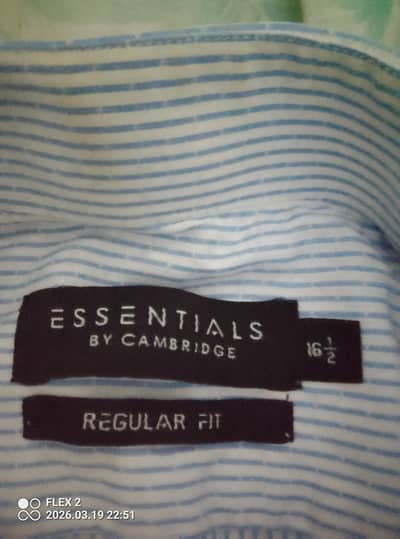 ESSENTIALS
BY CAMBRIDGE
16 1/2
REGULAR FIT
FLEX 2
2026.03.19 22:51